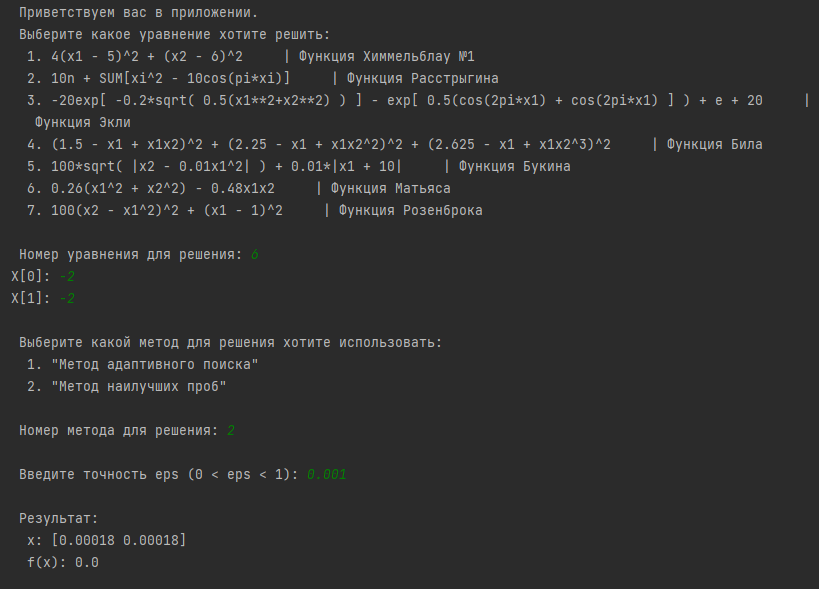 Приветствуем вас в приложении.
Выберите какое уравнение хотите решить:
1. 4(x1 - 5)^2 + (x2 - 6)^2     | Функция Химмельблау №1
2. 10n + SUM[xi^2 - 10cos(pi*xi)]     | Функция Расстрыгина
3. -20exp[ -0.2*sqrt( 0.5(x1**2+x2**2) ) ] - exp[ 0.5(cos(2pi*x1) + cos(2pi*x1) ] ) + e + 20     |
Функция Экли
4. (1.5 - x1 + x1x2)^2 + (2.25 - x1 + x1x2^2)^2 + (2.625 - x1 + x1x2^3)^2     | Функция Била
5. 100*sqrt( |x2 - 0.01x1^2| ) + 0.01*|x1 + 10|     | Функция Букина
6. 0.26(x1^2 + x2^2) - 0.48x1x2     | Функция Матьяса
7. 100(x2 - x1^2)^2 + (x1 - 1)^2     | Функция Розенброка
Номер уравнения для решения: 6
X[0]: -2
X[1]: -2
Выберите какой метод для решения хотите использовать:
1. "Метод адаптивного поиска"
2. "Метод наилучших проб"
Номер метода для решения: 2
Введите точность eps (0 < eps < 1): 0.001
Результат:
x: [0.00018 0.00018]
f(x): 0.0